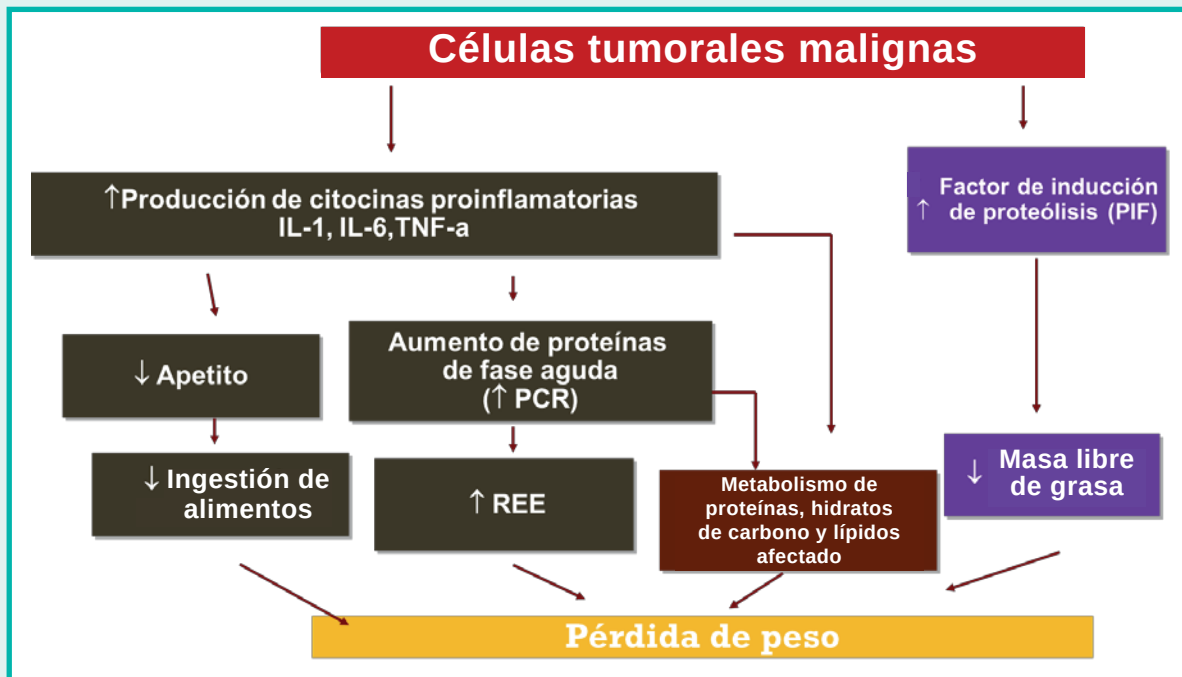 Células tumorales malignas
↑Producción de citocinas proinflamatorias
IL-1, IL-6,TNF-a
Factor de inducción
↑ de proteólisis (PIF)
↓ Apetito
Aumento de proteínas
de fase aguda
(↑ PCR)
↓ Ingestión de
alimentos
↑ REE
Metabolismo de
proteínas, hidratos
de carbono y lípidos
afectado
↓ Masa libre
de grasa
Pérdida de peso